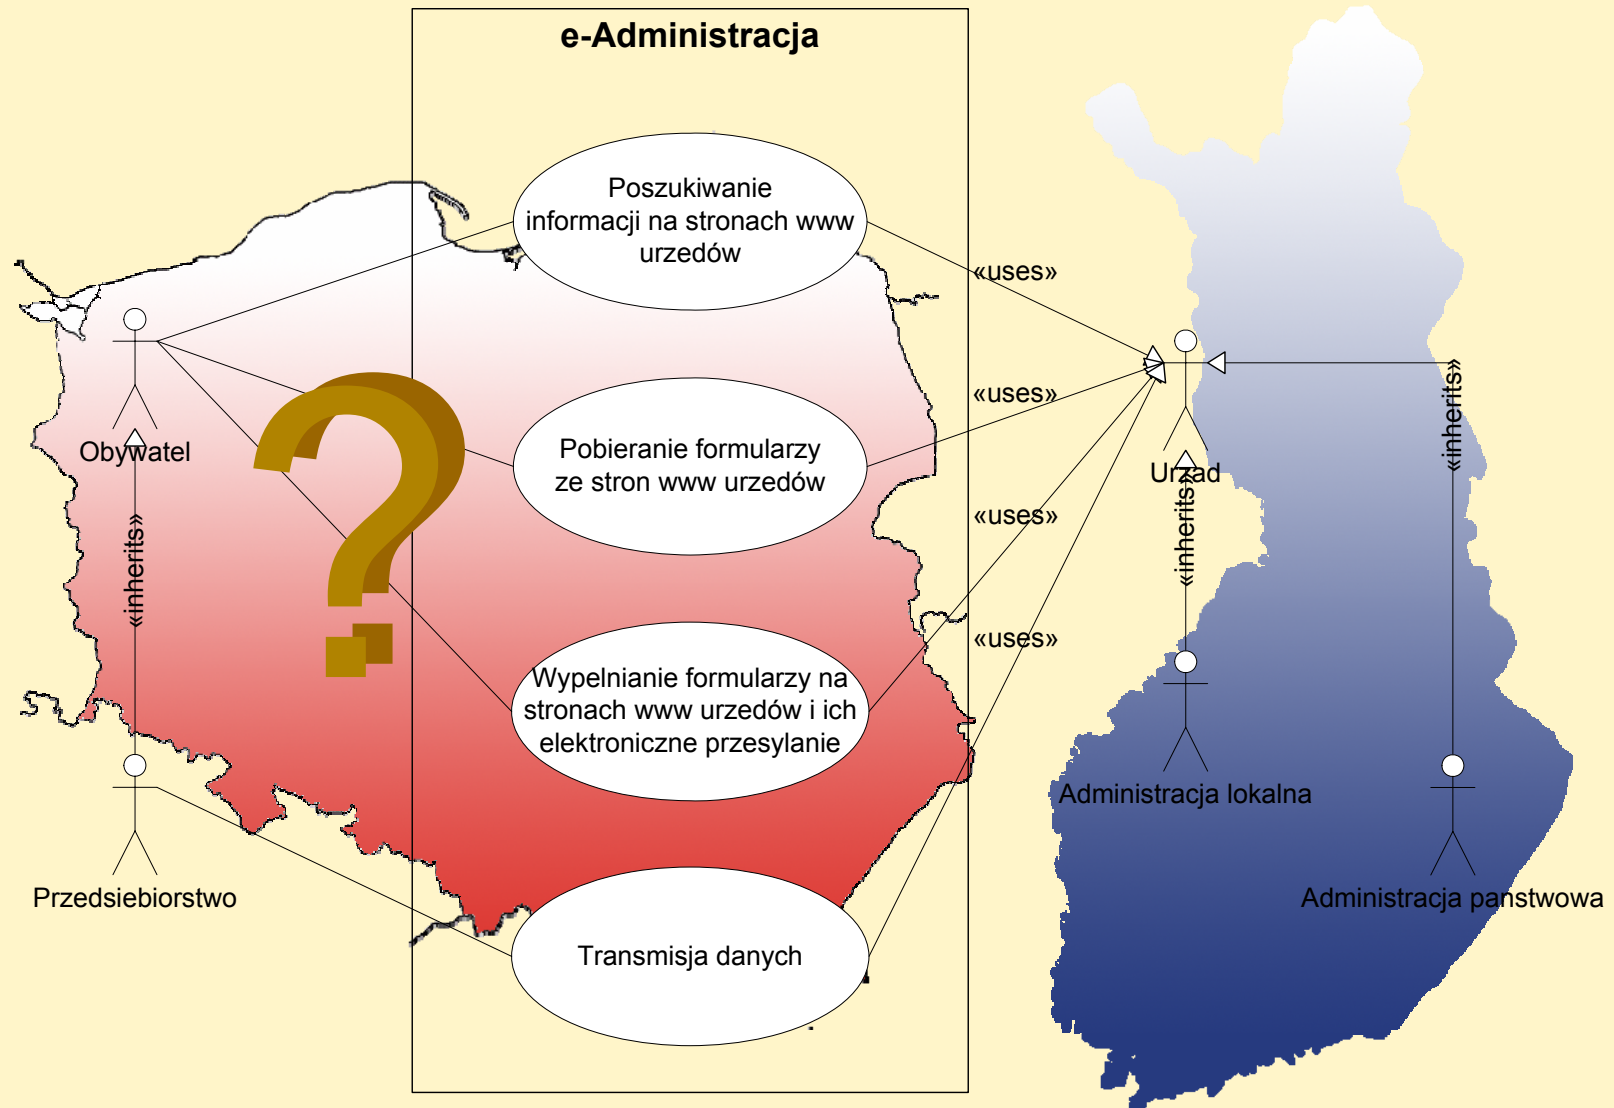 e-Administracja
Poszukiwanie
informacji na stronach www
urzedów
«uses»
Obywatel
«inherits»
Pobieranie formularzy
ze stron www urzedów
«uses»
Urzad
«inherits»
«inherits»
«uses»
Wypelnianie formularzy na
stronach www urzedów i ich
elektroniczne przesylanie
«uses»
Administracja lokalna
Przedsiebiorstwo
Administracja panstwowa
Transmisja danych
?